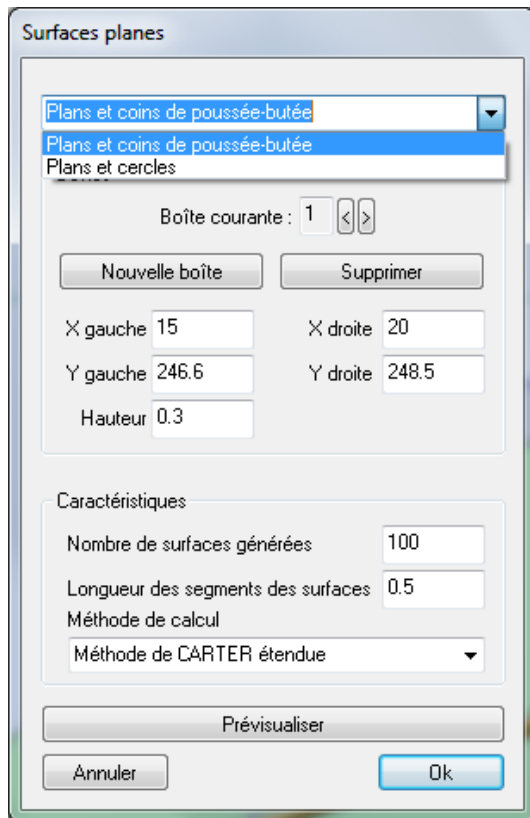 Surfaces planes
Plans et coins de poussée-butée
Plans et coins de poussée-butée
Plans et cercles
Boîte courante : 1 < >
Nouvelle boîte Supprimer
X gauche 15 X droite 20
Y gauche 246.6 Y droite 248.5
Hauteur 0.3
Caractéristiques
Nombre de surfaces générées 100
Longueur des segments des surfaces 0.5
Méthode de calcul
Méthode de CARTER étendue
Prévisualiser
Annuler Ok